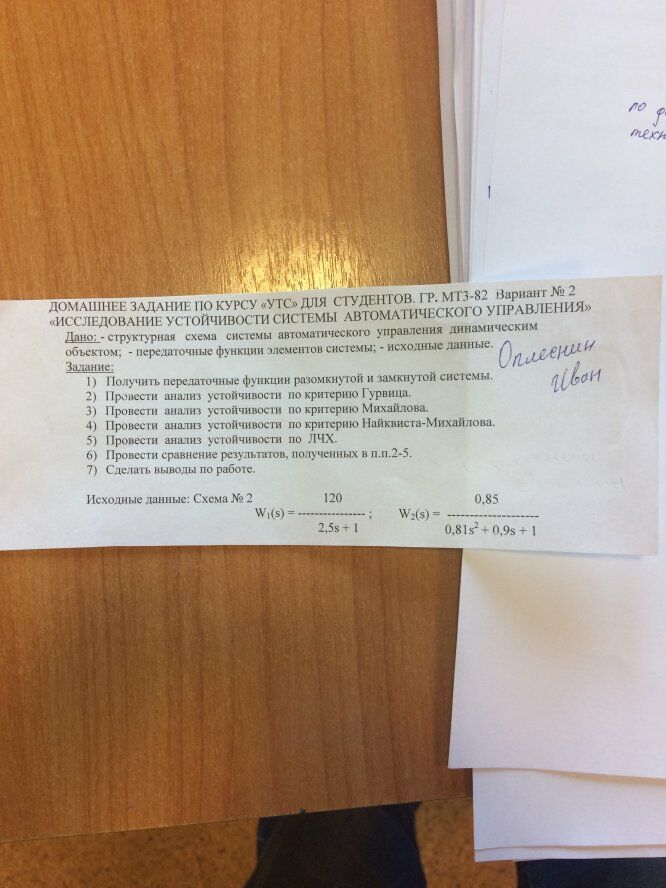 по ф
техн
ДОМАШНЕЕ ЗАДАНИЕ ПО КУРСУ «УТС» ДЛЯ СТУДЕНТОВ. ГР. МТ3-82 Вариант № 2
«ИССЛЕДОВАНИЕ УСТОЙЧИВОСТИ СИСТЕМЫ АВТОМАТИЧЕСКОГО УПРАВЛЕНИЯ»
Дано: - структурная схема системы автоматического управления динамическим
объектом; - передаточные функции элементов системы; - исходные данные.
Оплеснин
Иван
Задание:
1) Получить передаточные функции разомкнутой и замкнутой системы.
2) Провести анализ устойчивости по критерию Гурвица.
3) Провести анализ устойчивости по критерию Михайлова.
4) Провести анализ устойчивости по критерию Найквиста-Михайлова.
5) Провести анализ устойчивости по ЛЧХ.
6) Провести сравнение результатов, полученных в п.п.2-5.
7) Сделать выводы по работе.
Исходные данные: Схема № 2 120 0,85
W₁(s) = ----------------- ; W₂(s) = ----------------------
2,5s + 1 0,81s² + 0,9s + 1